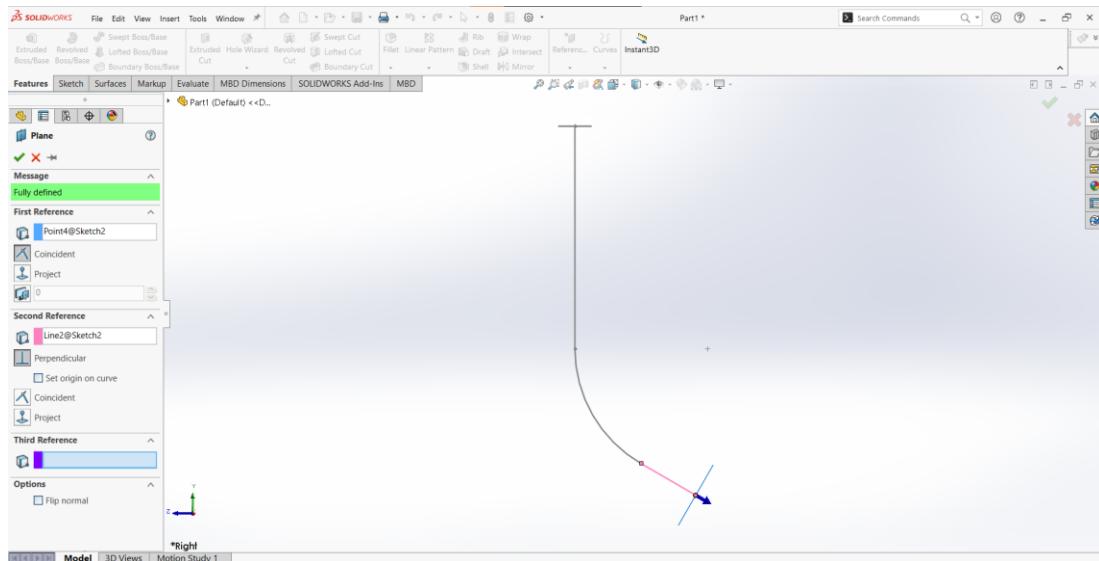 SOLIDWORKS File Edit View Insert Tools Window Part1 * Search Commands
Extruded Boss/Base Revolved Boss/Base Swept Boss/Base Lofted Boss/Base Boundary Boss/Base Extruded Cut Hole Wizard Revolved Cut Swept Cut Lofted Cut Boundary Cut Fillet Linear Pattern Rib Draft Shell Wrap Intersect Mirror Referenc... Curves Instant3D
Features Sketch Surfaces Markup Evaluate MBD Dimensions SOLIDWORKS Add-Ins MBD
Part1 (Default) <<D...
Plane
Message
Fully defined
First Reference
Point4@Sketch2
Coincident
Project
0
Second Reference
Line2@Sketch2
Perpendicular
Set origin on curve
Coincident
Project
Third Reference
Options
Flip normal
Y
Z
*Right
Model 3D Views Motion Study 1